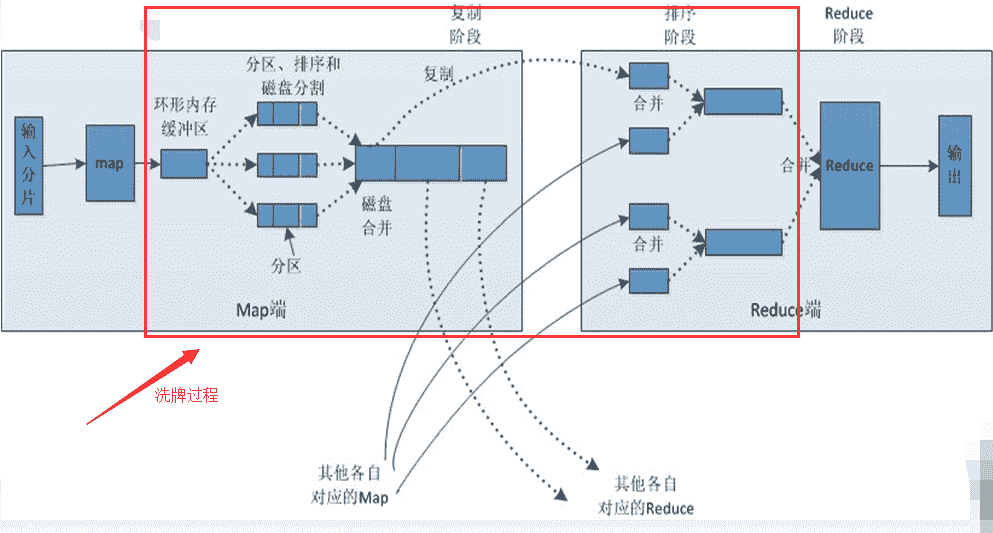 复制
阶段
排序
阶段
Reduce
阶段
分区、排序和
磁盘分割
复制
环形内存
缓冲区
输
入
分
片
map
分区
磁盘
合并
Map端
合并
合并
合并
Reduce
输
出
Reduce端
洗牌过程
其他各自
对应的Map
其他各自
对应的Reduce